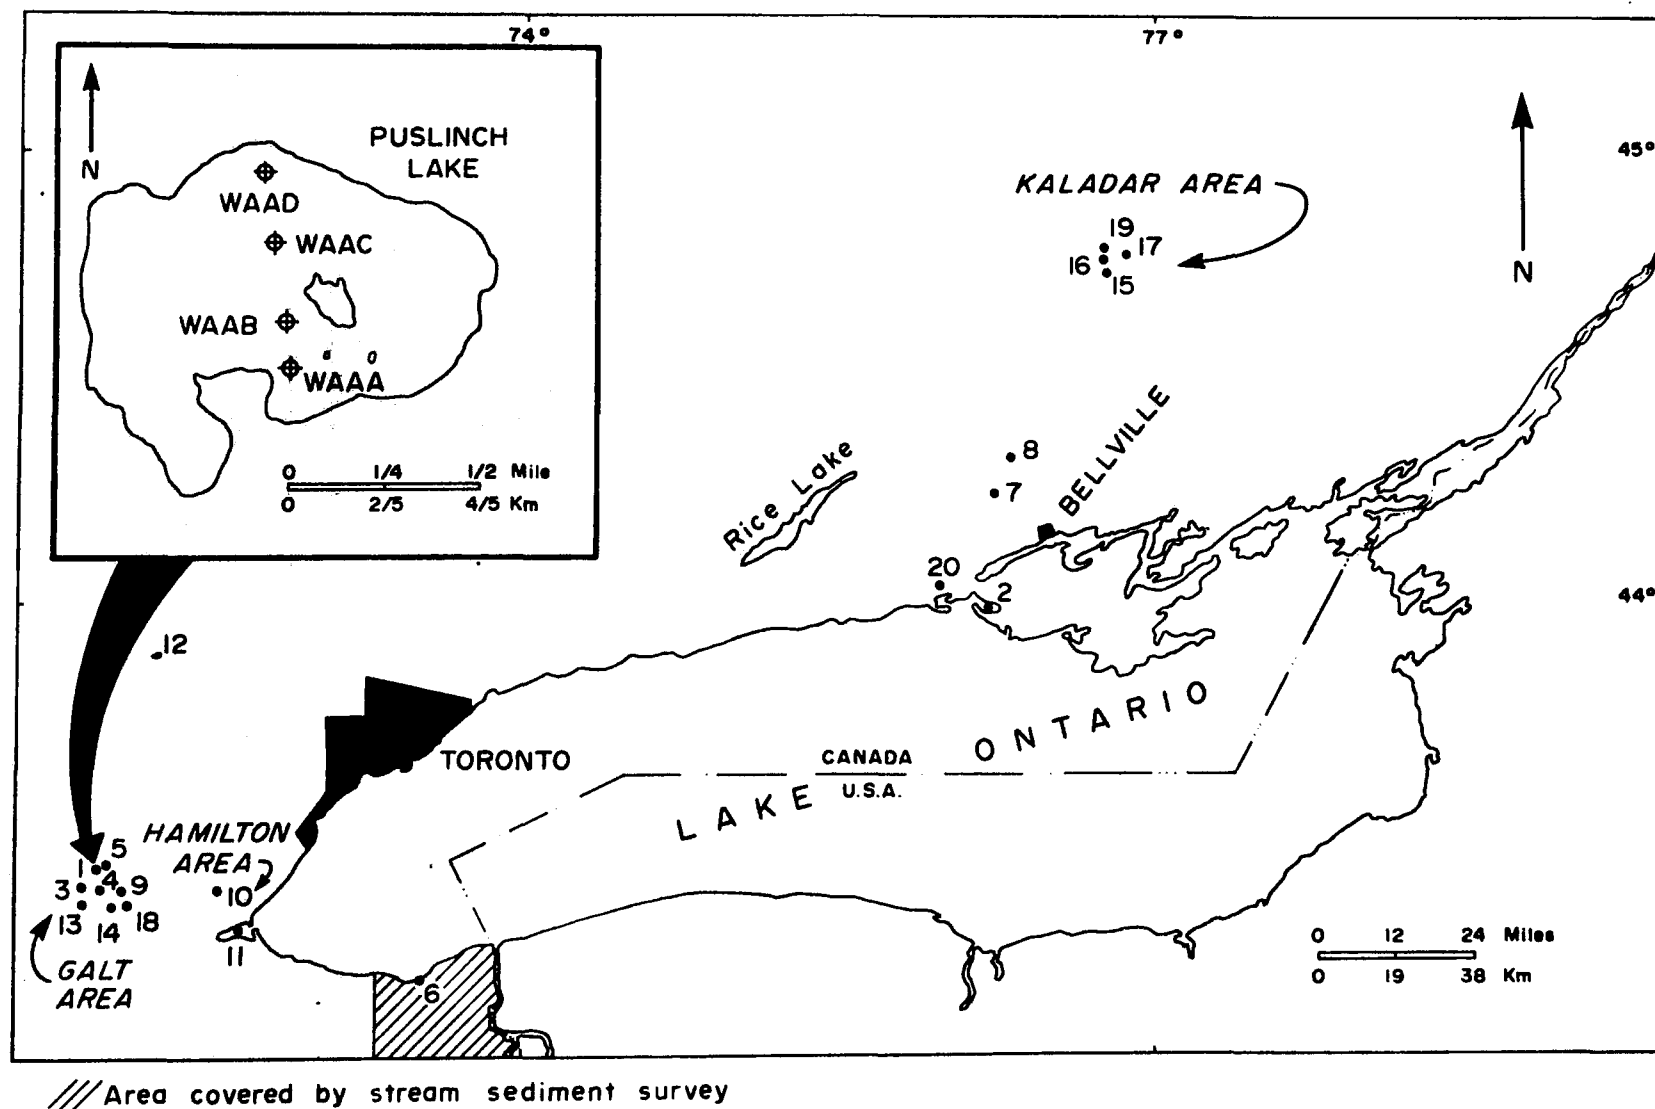 74°
77°
N
PUSLINCH
LAKE
WAAD
WAAC
WAAB
WAAA
0 1/4 1/2 Mile
0 2/5 4/5 Km
45°
KALADAR AREA
19
17
16
15
N
Rice Lake
8
7
BELLVILLE
20
2
44°
12
TORONTO
LAKE ONTARIO
CANADA
U.S.A.
HAMILTON
AREA
10
11
1
5
3
4
9
13
14
18
GALT
AREA
6
0 12 24 Miles
0 19 38 Km
Area covered by stream sediment survey